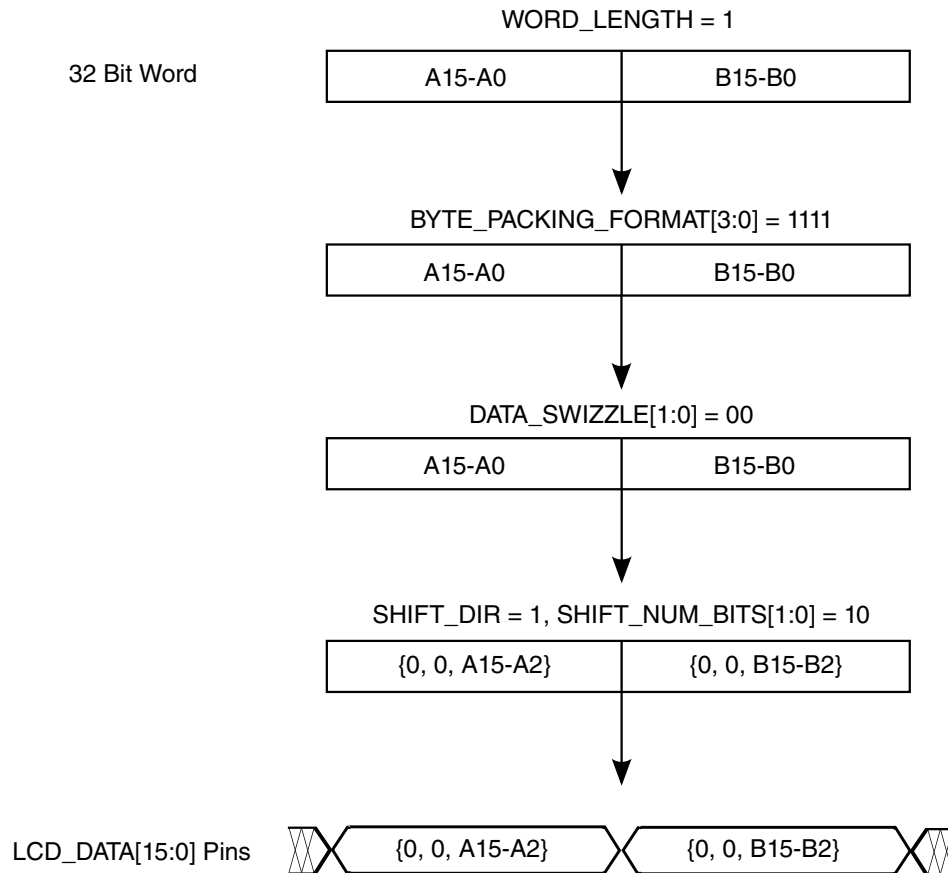 WORD_LENGTH = 1
32 Bit Word
A15-A0 B15-B0
BYTE_PACKING_FORMAT[3:0] = 1111
A15-A0 B15-B0
DATA_SWIZZLE[1:0] = 00
A15-A0 B15-B0
SHIFT_DIR = 1, SHIFT_NUM_BITS[1:0] = 10
{0, 0, A15-A2} {0, 0, B15-B2}
LCD_DATA[15:0] Pins {0, 0, A15-A2} {0, 0, B15-B2}